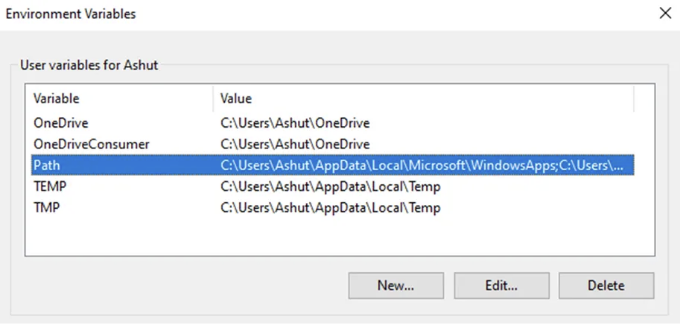 Environment Variables
User variables for Ashut
Variable Value
OneDrive C:\Users\Ashut\OneDrive
OneDriveConsumer C:\Users\Ashut\OneDrive
Path C:\Users\Ashut\AppData\Local\Microsoft\WindowsApps;C:\Users\...
TEMP C:\Users\Ashut\AppData\Local\Temp
TMP C:\Users\Ashut\AppData\Local\Temp
New... Edit... Delete